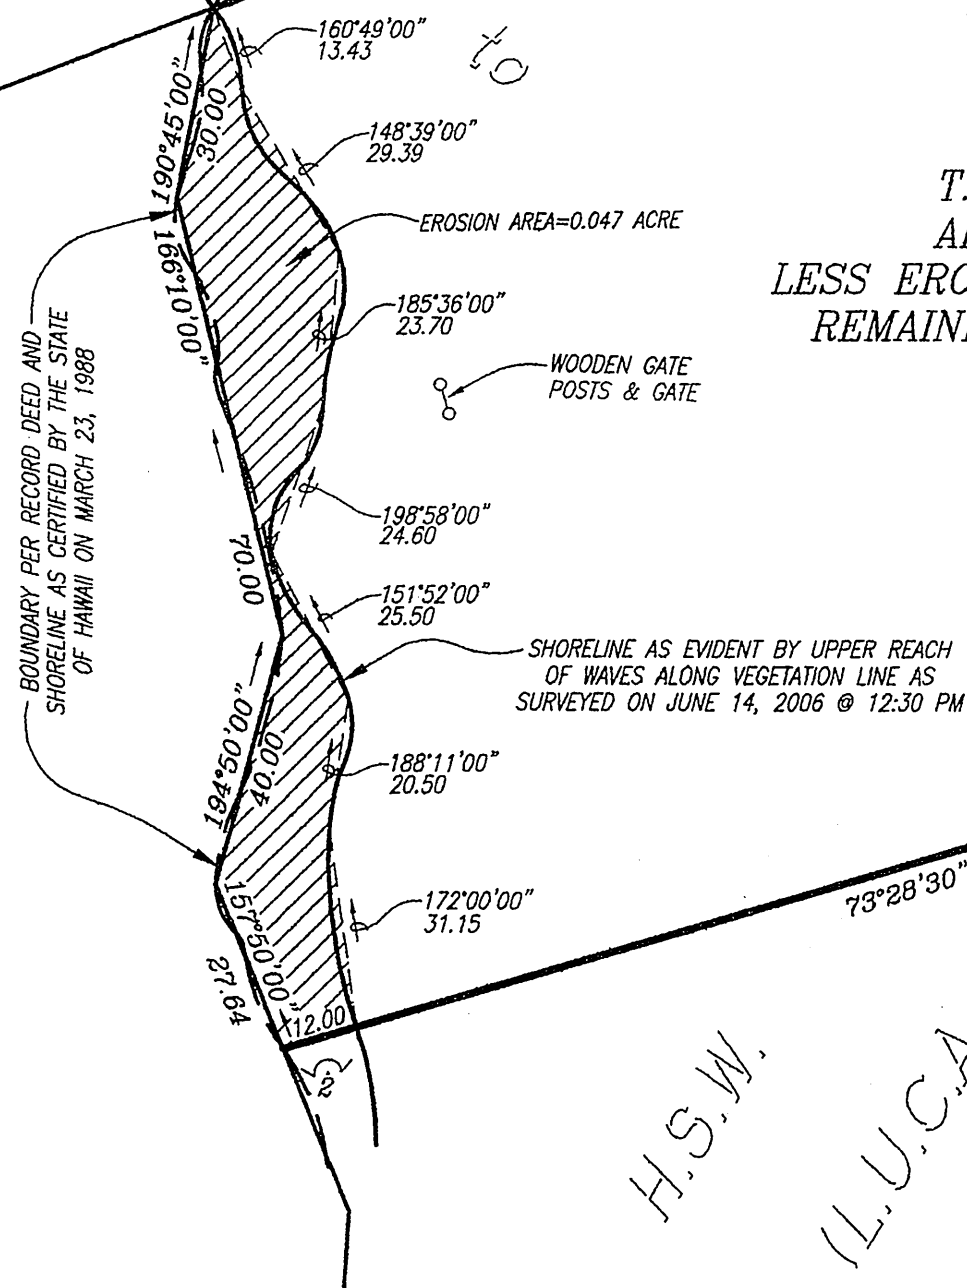 160°49'00"
13.43
190°45'00"
30.00
148°39'00"
29.39
EROSION AREA=0.047 ACRE
T.
LESS ERO
REMAIN
166°10'00"
70.00
185°36'00"
23.70
WOODEN GATE
POSTS & GATE
BOUNDARY PER RECORD DEED AND
SHORELINE AS CERTIFIED BY THE STATE
OF HAWAII ON MARCH 23, 1988
198°58'00"
24.60
151°52'00"
25.50
SHORELINE AS EVIDENT BY UPPER REACH
OF WAVES ALONG VEGETATION LINE AS
SURVEYED ON JUNE 14, 2006 @ 12:30 PM
194°50'00"
40.00
188°11'00"
20.50
172°00'00"
31.15
73°28'30"
157°50'00"
27.64
12.00
2
H.S.W.
(L.U.C.A